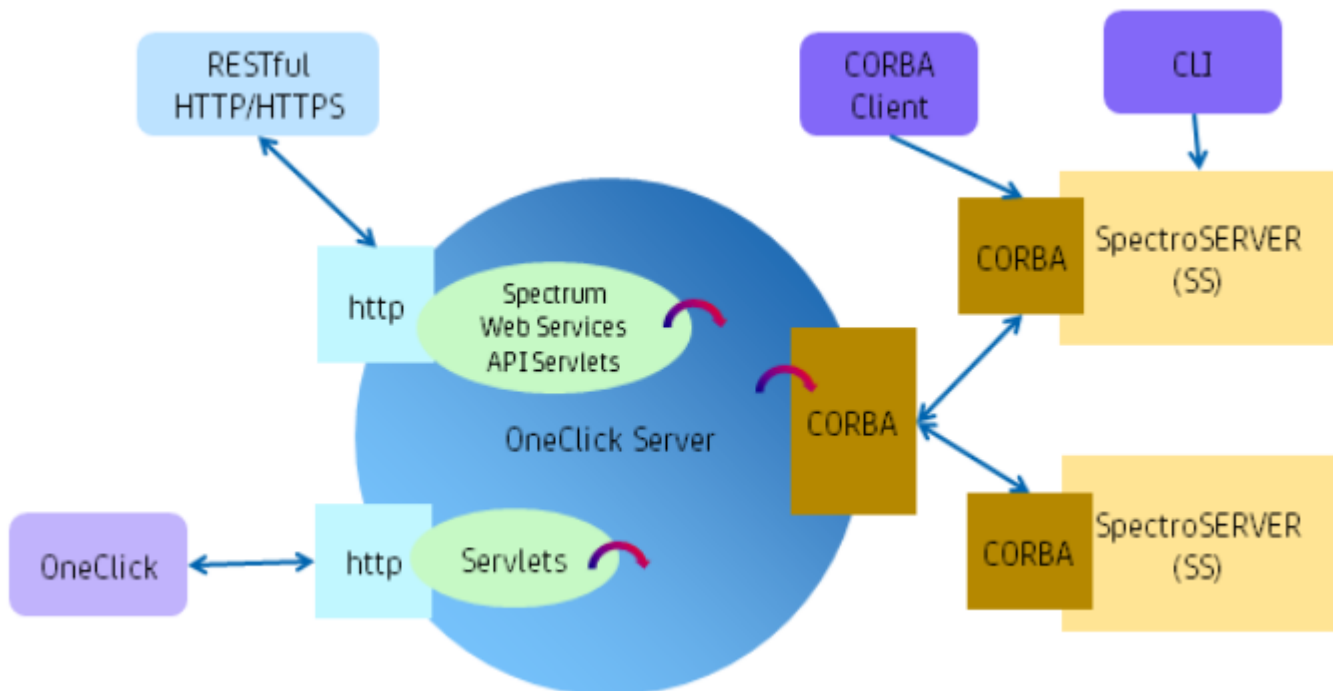 RESTful
HTTP/HTTPS
CORBA
Client
CLI
http
Spectrum
Web Services
API Servlets
CORBA
SpectroSERVER
(SS)
OneClick Server
CORBA
OneClick
http
Servlets
CORBA
SpectroSERVER
(SS)